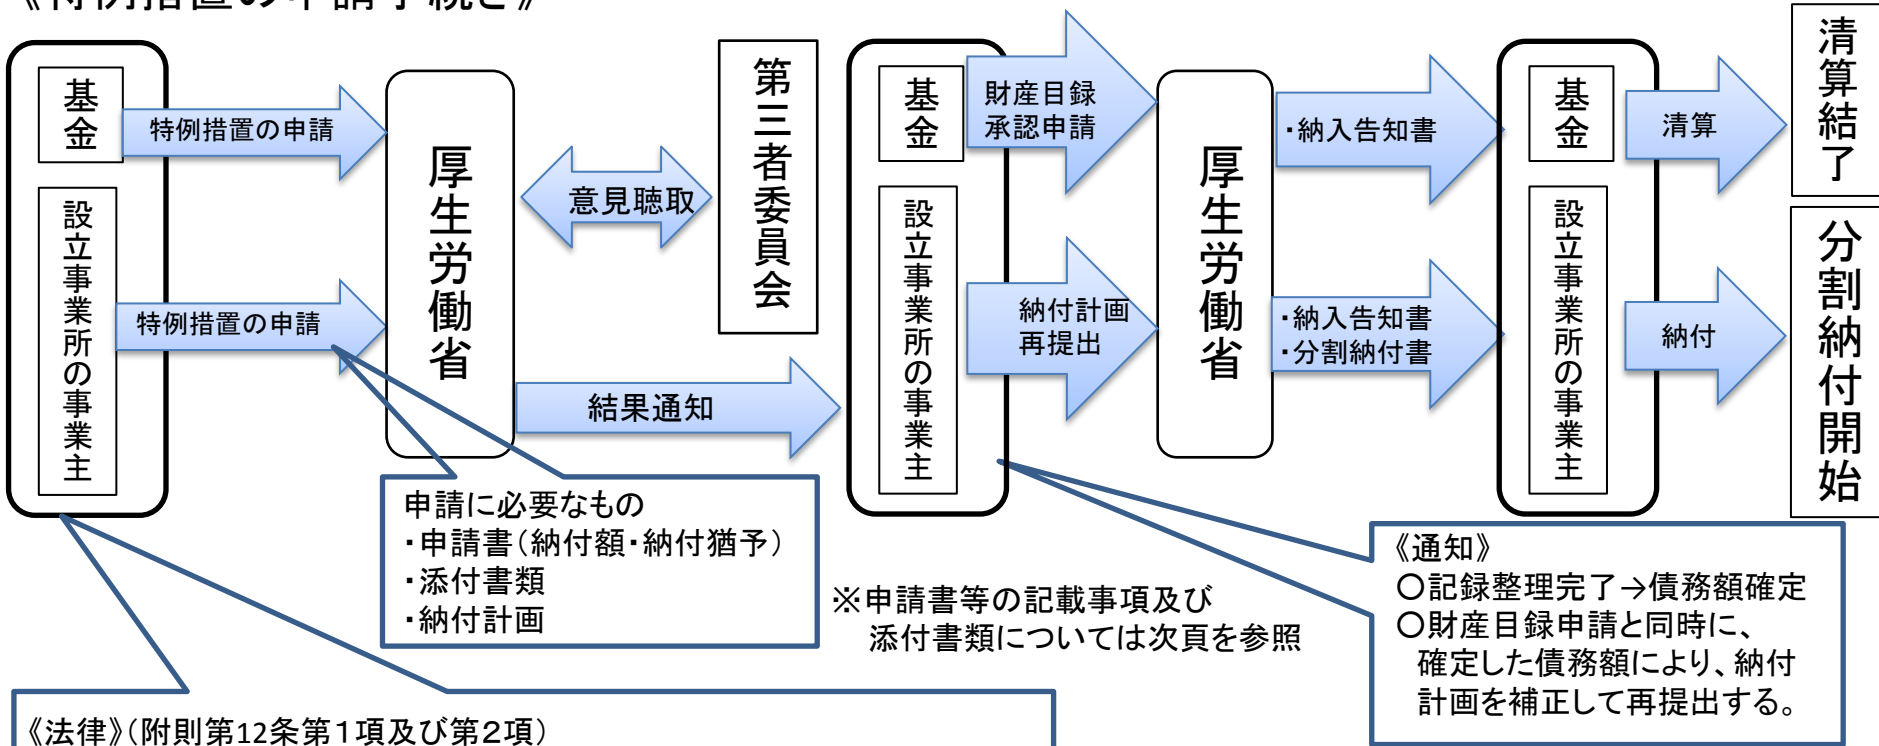 《特例措置の申請手続き》
基金
設立事業所の事業主
特例措置の申請
特例措置の申請
厚生労働省
意見聴取
第三者委員会
結果通知
基金
設立事業所の事業主
財産目録
承認申請
納付計画
再提出
厚生労働省
・納入告知書
・納入告知書
・分割納付書
基金
設立事業所の事業主
清算
納付
清算結了
分割納付開始
申請に必要なもの
・申請書(納付額・納付猶予)
・添付書類
・納付計画
※申請書等の記載事項及び
添付書類については次頁を参照
《通知》
○記録整理完了→債務額確定
○財産目録申請と同時に、
確定した債務額により、納付
計画を補正して再提出する。
《法律》(附則第12条第1項及び第2項)